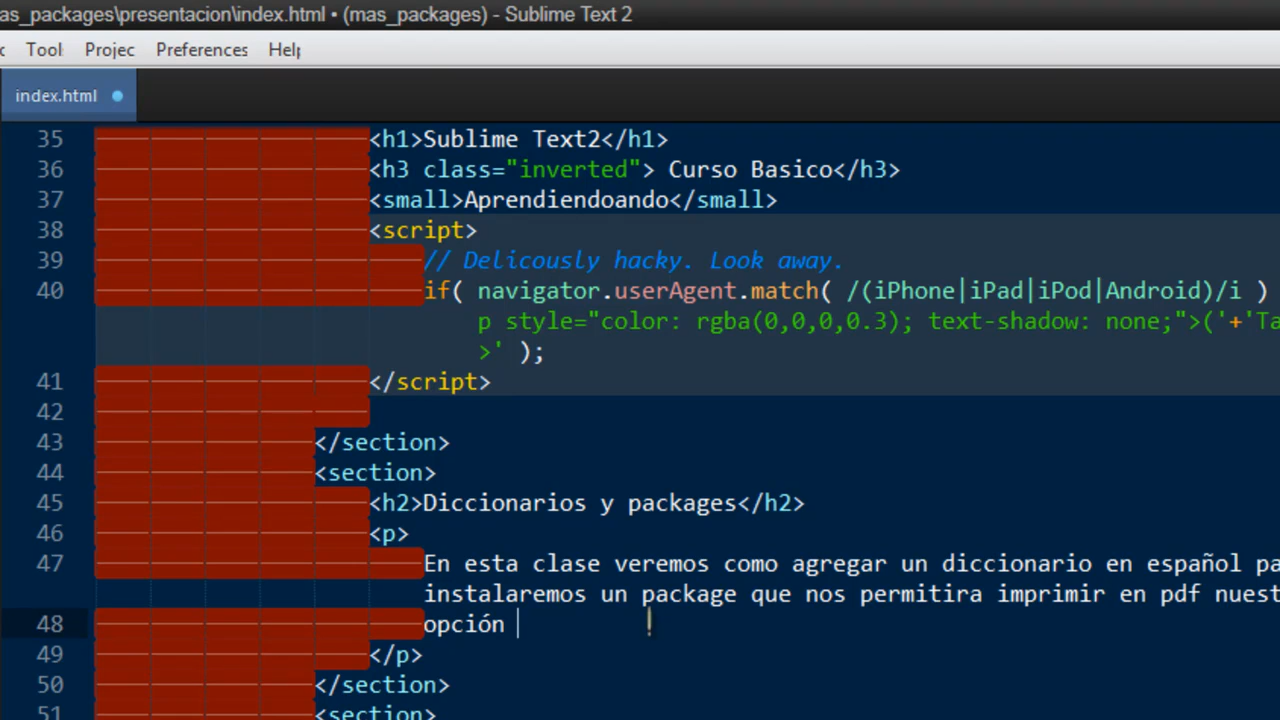 as_packages\presentacion\index.html • (mas_packages) - Sublime Text 2
Tool Projec Preferences Help
index.html
35 <h1>Sublime Text2</h1>
36 <h3 class="inverted"> Curso Basico</h3>
37 <small>Aprendiendoando</small>
38 <script>
39 // Delicously hacky. Look away.
40 if( navigator.userAgent.match( /(iPhone|iPad|iPod|Android)/i )
p style="color: rgba(0,0,0,0.3); text-shadow: none;">('+'Ta
>' );
41 </script>
42
43 </section>
44 <section>
45 <h2>Diccionarios y packages</h2>
46 <p>
47 En esta clase veremos como agregar un diccionario en español pa
instalaremos un package que nos permitira imprimir en pdf nuest
48 opción
49 </p>
50 </section>
51 <section>